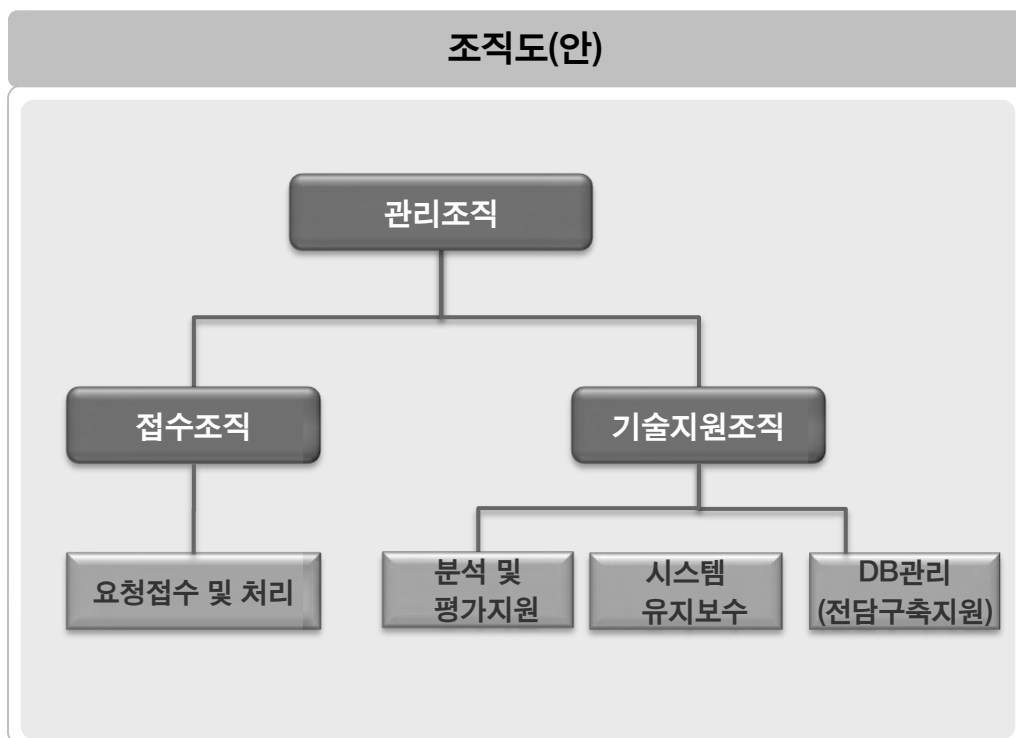 조직도(안)
관리조직
접수조직
기술지원조직
요청접수 및 처리
분석 및
평가지원
시스템
유지보수
DB관리
(전담구축지원)